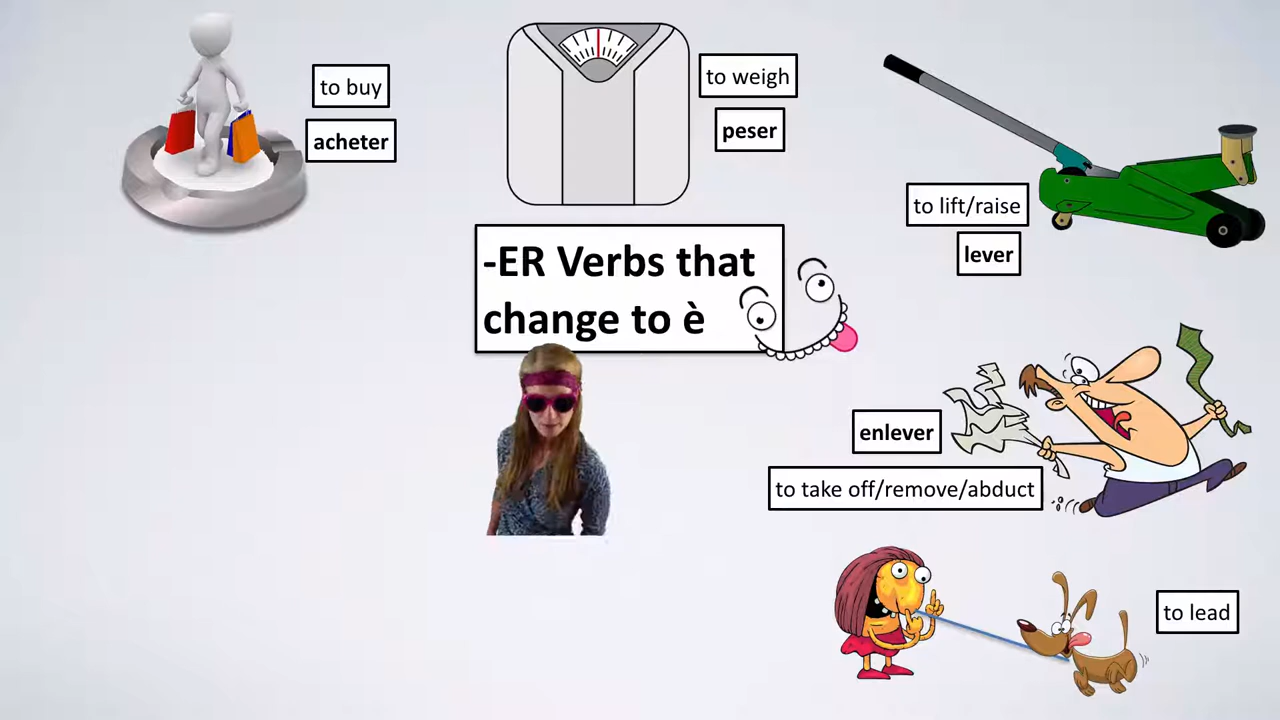 to buy
acheter
to weigh
peser
to lift/raise
lever
-ER Verbs that
change to è
enlever
to take off/remove/abduct
to lead